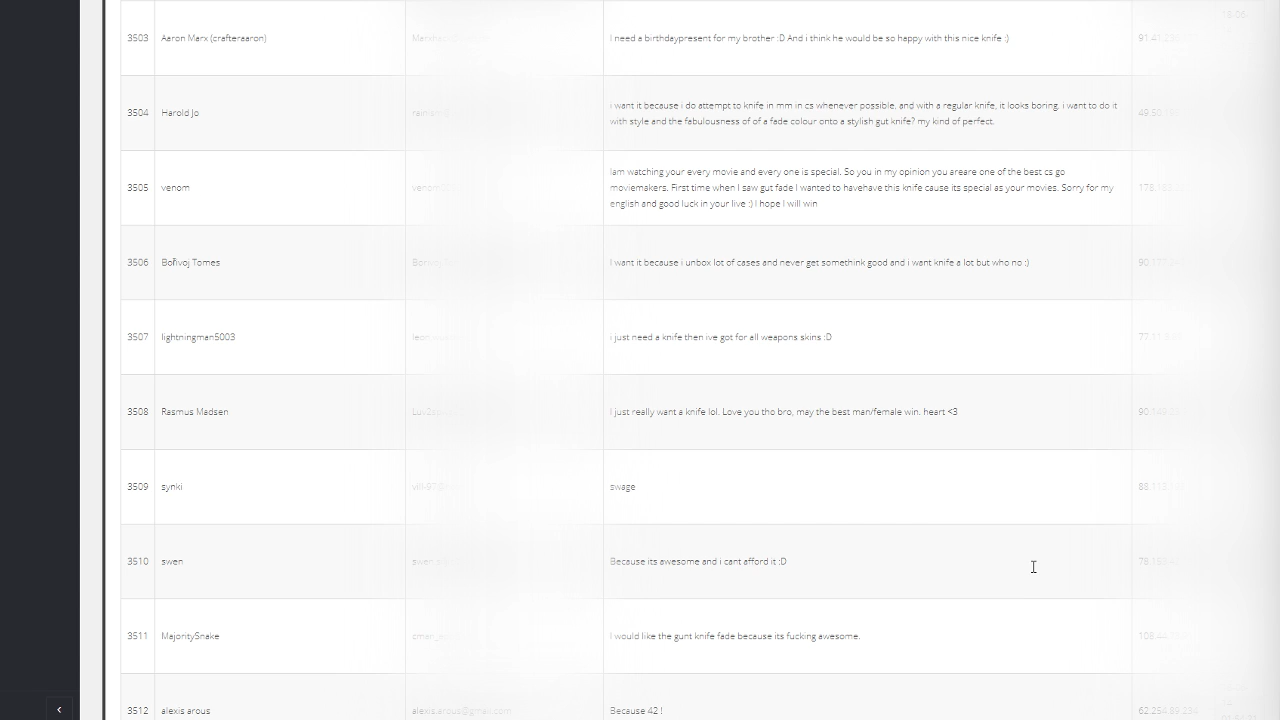 3503 Aaron Marx (crafteraaron) I need a birthdaypresent for my brother :D And i think he would be so happy with this nice knife :)
3504 Harold Jo i want it because i do attempt to knife in mm in cs whenever possible, and with a regular knife, it looks boring. i want to do it
with style and the fabulousness of of a fade colour onto a stylish gut knife? my kind of perfect.
3505 venom Iam watching your every movie and every one is special. So you in my opinion you areare one of the best cs go
moviemakers. First time when I saw gut fade I wanted to havehave this knife cause its special as your movies. Sorry for my
english and good luck in your live :) I hope I will win
3506 Bořivoj Tomes I want it because i unbox lot of cases and never get somethink good and i want knife a lot but who no :)
3507 lightningman5003 i just need a knife then ive got for all weapons skins :D
3508 Rasmus Madsen I just really want a knife lol. Love you tho bro, may the best man/female win. heart <3
3509 synki swage
3510 swen Because its awesome and i cant afford it :D
3511 MajoritySnake I would like the gunt knife fade because its fucking awesome.
3512 alexis arous alexis.arous@gmail.com Because 42 ! 62.254.89.234